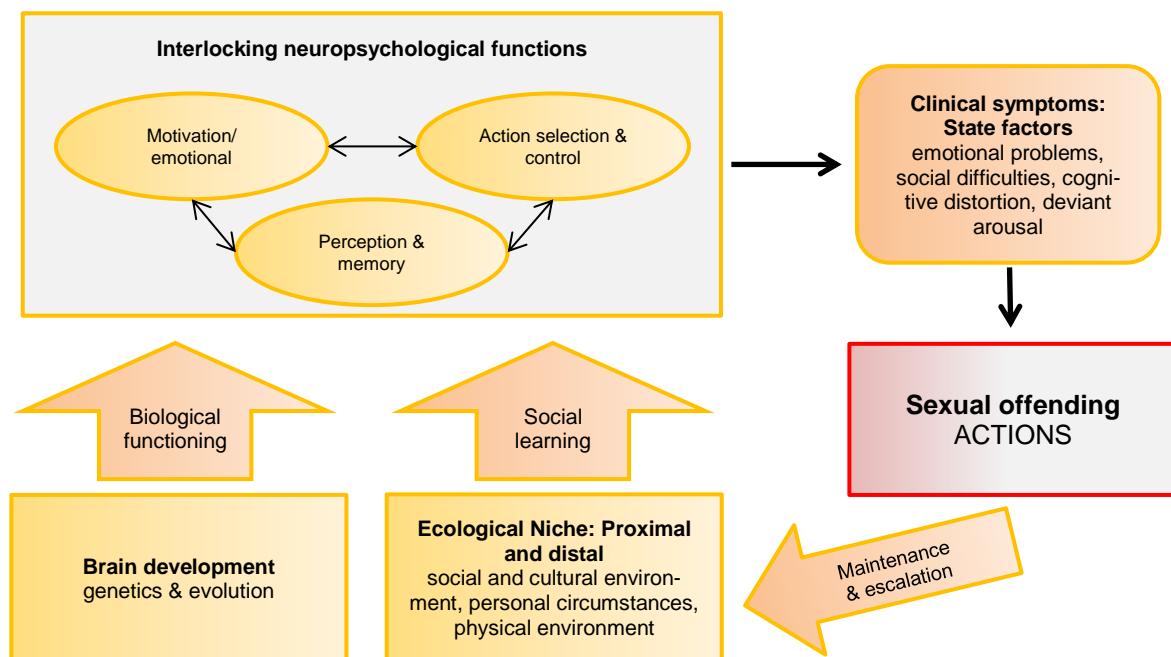 Interlocking neuropsychological functions
Motivation/
emotional
Action selection &
control
Perception &
memory
Clinical symptoms:
State factors
emotional problems,
social difficulties, cogni-
tive distortion, deviant
arousal
Biological
functioning
Social
learning
Sexual offending
ACTIONS
Brain development
genetics & evolution
Ecological Niche: Proximal
and distal
social and cultural environ-
ment, personal circumstances,
physical environment
Maintenance
& escalation